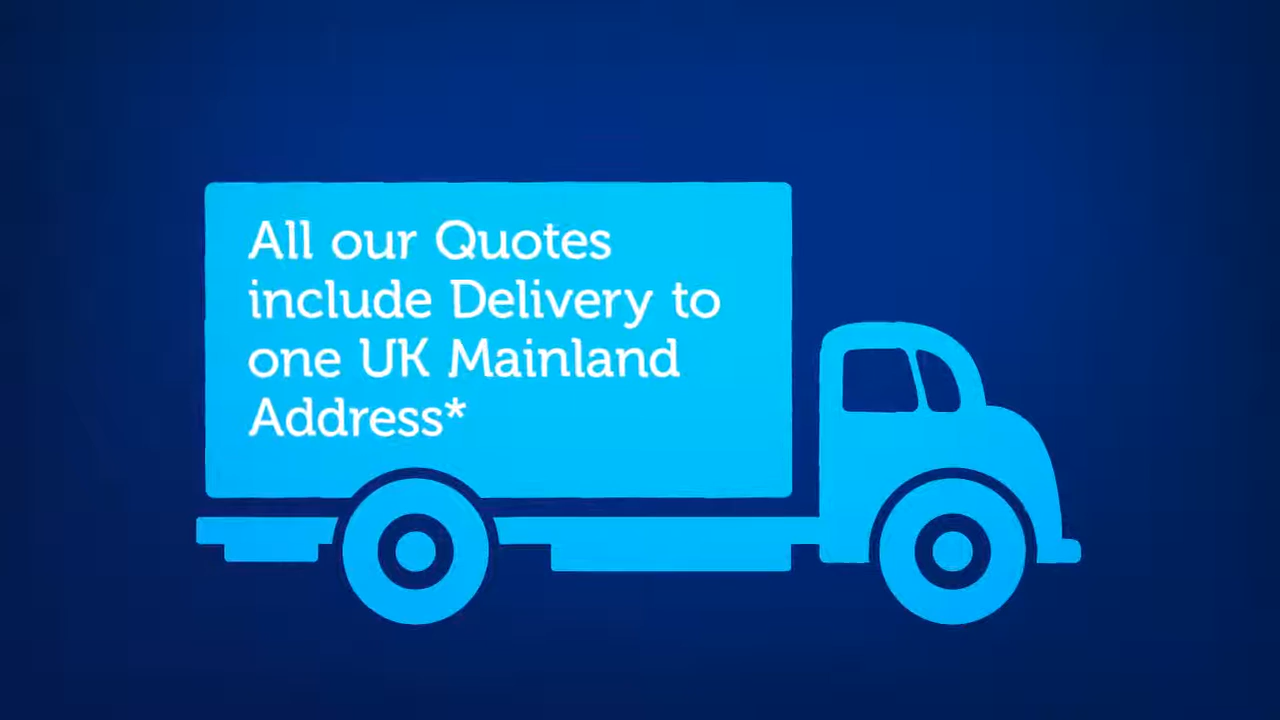 All our Quotes
include Delivery to
one UK Mainland
Address*